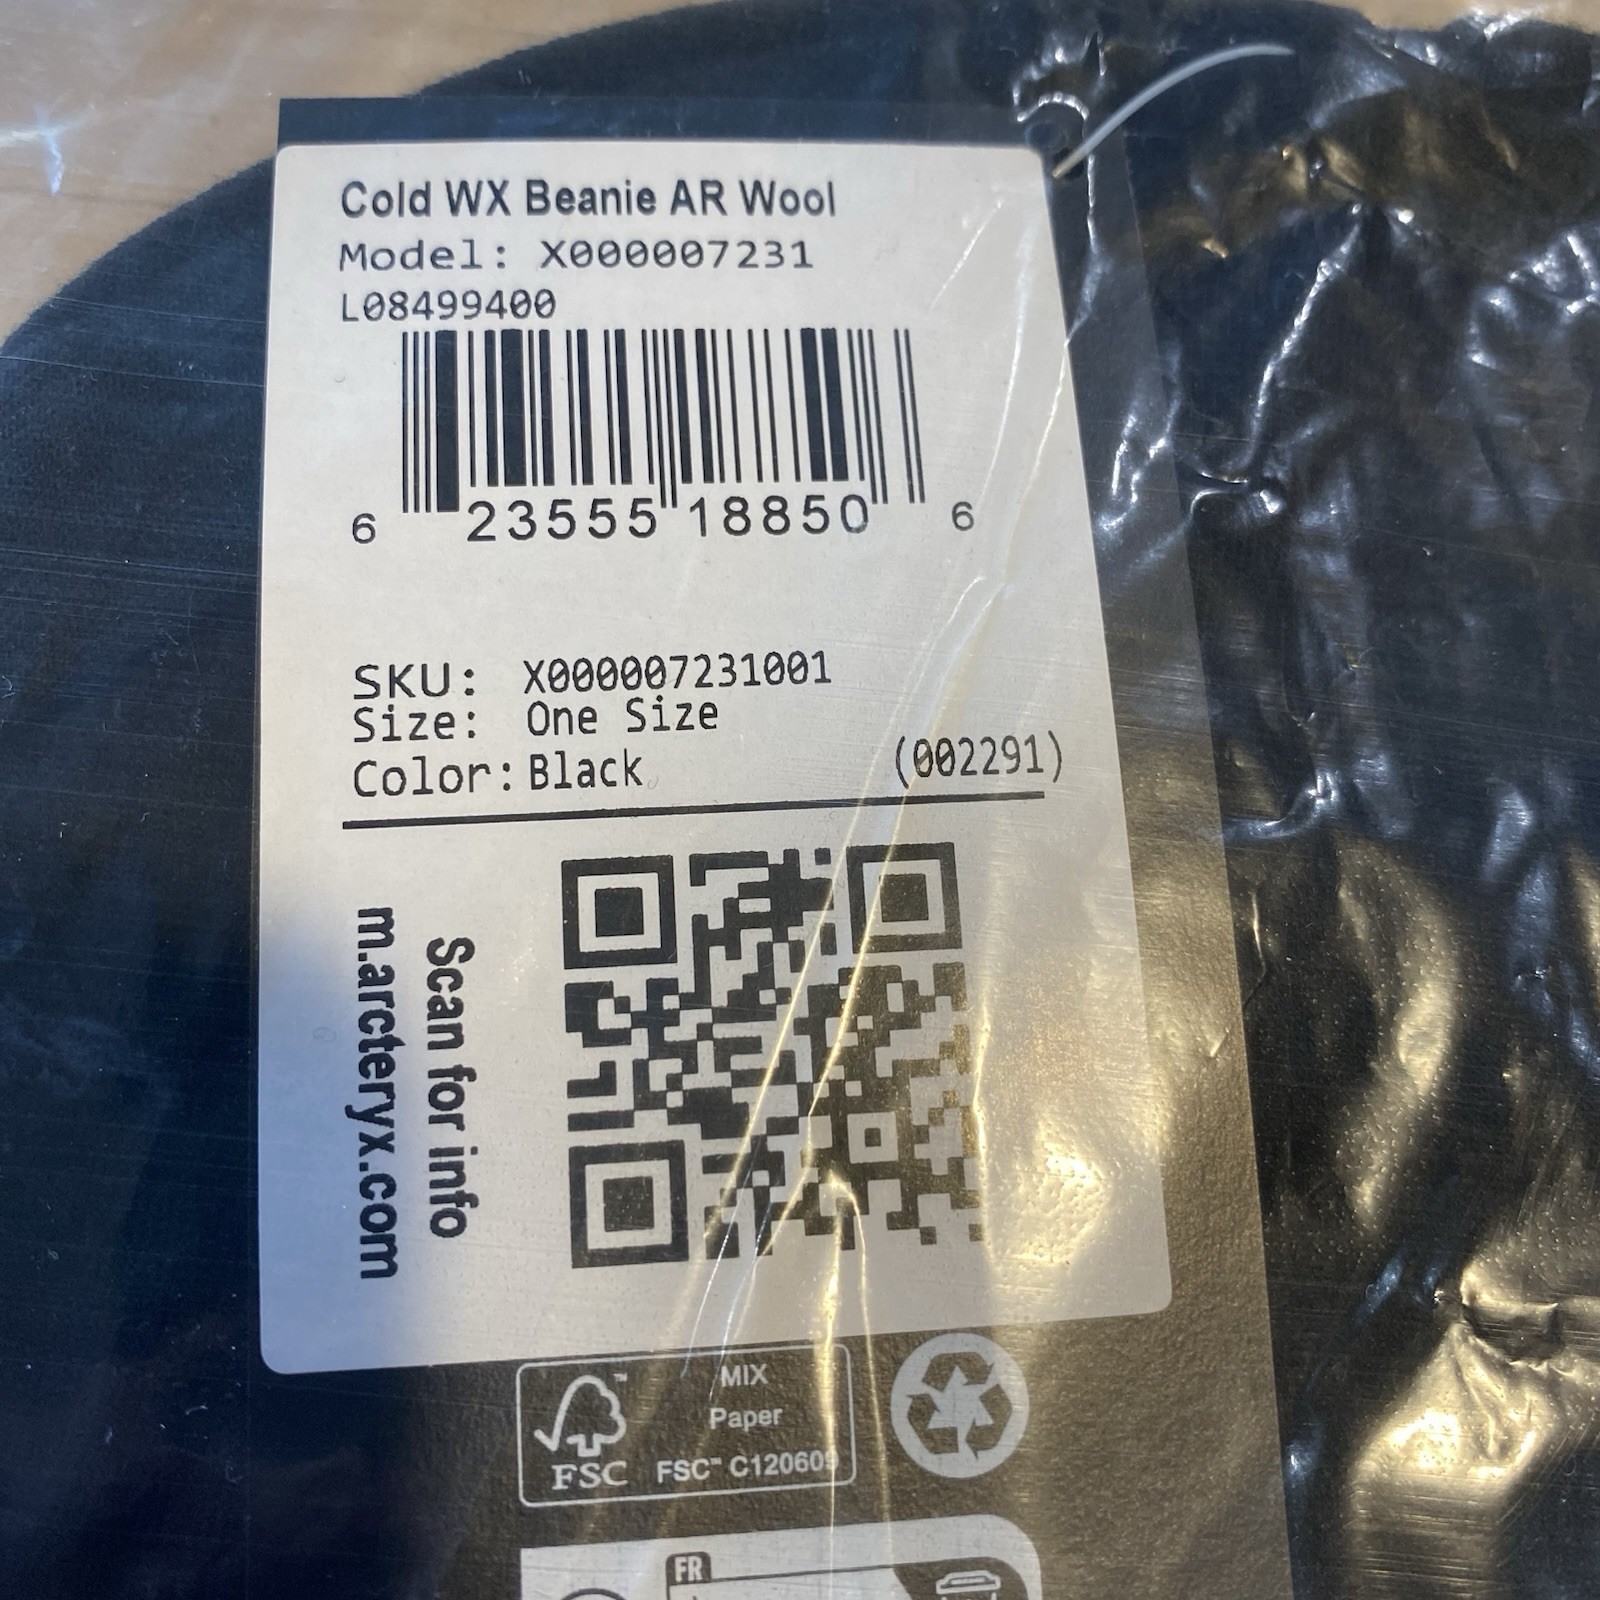 Cold WX Beanie AR Wool
Model: X000007231
L08499400
6 23555 18850 6
SKU: X000007231001
Size: One Size
Color: Black (002291)
Scan for info
m.arcteryx.com
MIX
Paper
FSC™ C120609
FSC
FR